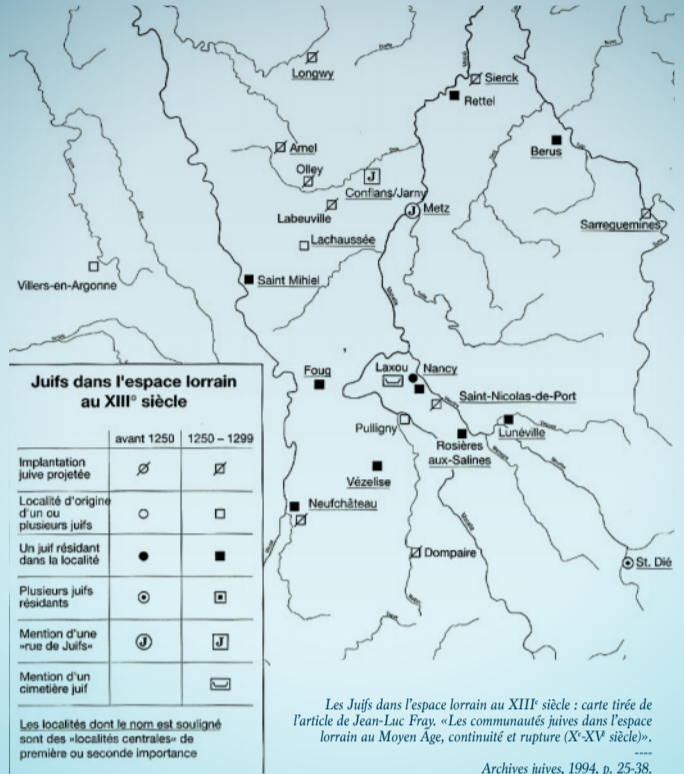 Longwy
Sierck
Rettel
Amel
Berus
Olley
Conflans/Jarny
Labeuville
Metz
Sarreguemines
Lachaussée
Villers-en-Argonne
Saint Mihiel
Moselle
Juifs dans l'espace lorrain
au XIII° siècle
Foug
Laxou
Nancy
Saint-Nicolas-de-Port
Pulligny
Rosières
aux-Salines
Lunéville
Vézelise
Neufchâteau
Dompaire
St. Dié
avant 1250
1250 – 1299
Implantation
juive projetée
Localité d'origine
d'un ou
plusieurs juifs
Un juif résidant
dans la localité
Plusieurs juifs
résidants
Mention d'une
»rue de Juifs«
J
J
Mention d'un
cimetière juif
Les localités dont le nom est souligné
sont des »localités centrales« de
première ou seconde importance
Les Juifs dans l'espace lorrain au XIIIe siècle : carte tirée de
l'article de Jean-Luc Fray. «Les communautés juives dans l'espace
lorrain au Moyen Âge, continuité et rupture (Xe-XVe siècle)».
----
Archives juives, 1994, p. 25-38.